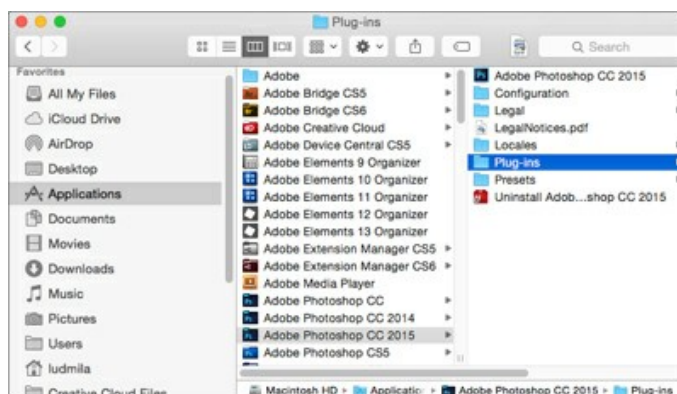 Plug-ins
Search
Favorites
All My Files
iCloud Drive
AirDrop
Desktop
Applications
Documents
Movies
Downloads
Music
Pictures
Users
ludmila
Creative Cloud Files
Adobe
Adobe Bridge CS5
Adobe Bridge CS6
Adobe Creative Cloud
Adobe Device Central CS5
Adobe Elements 9 Organizer
Adobe Elements 10 Organizer
Adobe Elements 11 Organizer
Adobe Elements 12 Organizer
Adobe Elements 13 Organizer
Adobe Extension Manager CS5
Adobe Extension Manager CS6
Adobe Media Player
Adobe Photoshop CC
Adobe Photoshop CC 2014
Adobe Photoshop CC 2015
Adobe Photoshop CS5
Adobe Photoshop CC 2015
Configuration
Legal
LegalNotices.pdf
Locales
Plug-ins
Presets
Uninstall Adob...shop CC 2015
Macintosh HD ▸ Applicatio ▸ Adobe Photoshop CC 2015 ▸ Plug-ins